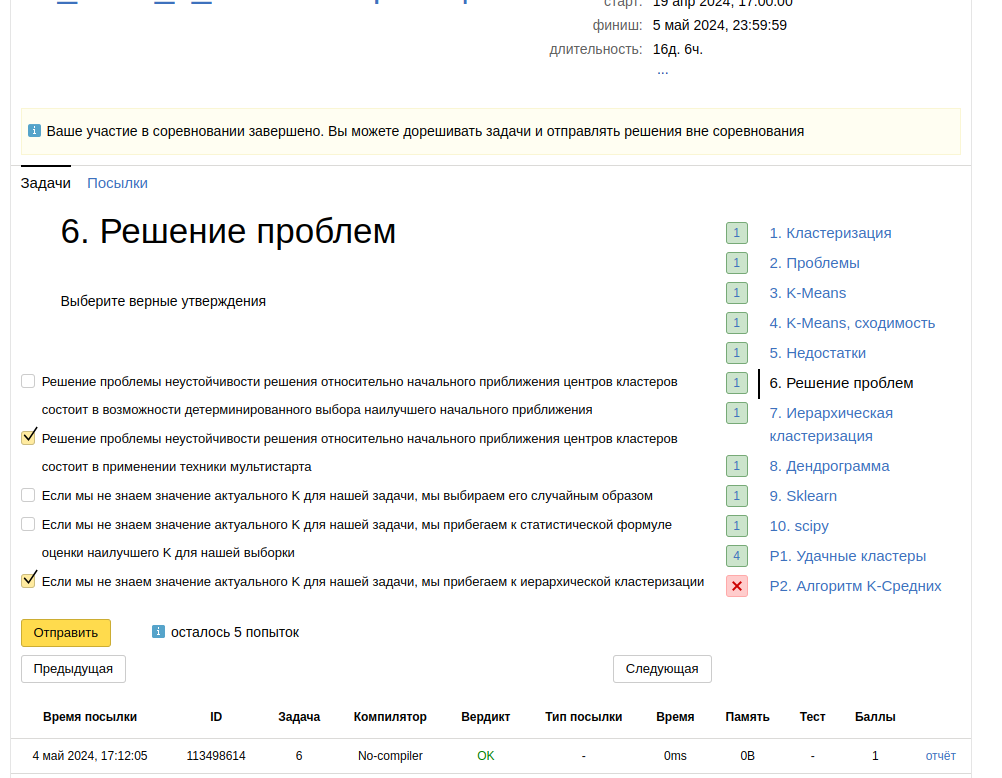 старт: 19 апр 2024, 17:00:00
финиш: 5 май 2024, 23:59:59
длительность: 16д. 6ч.
...
Ваше участие в соревновании завершено. Вы можете дорешивать задачи и отправлять решения вне соревнования
Задачи Посылки
6. Решение проблем
Выберите верные утверждения
Решение проблемы неустойчивости решения относительно начального приближения центров кластеров
состоит в возможности детерминированного выбора наилучшего начального приближения
Решение проблемы неустойчивости решения относительно начального приближения центров кластеров
состоит в применении техники мультистарта
Если мы не знаем значение актуального K для нашей задачи, мы выбираем его случайным образом
Если мы не знаем значение актуального K для нашей задачи, мы прибегаем к статистической формуле
оценки наилучшего K для нашей выборки
Если мы не знаем значение актуального K для нашей задачи, мы прибегаем к иерархической кластеризации
Отправить осталось 5 попыток
Предыдущая Следующая
1 1. Кластеризация
1 2. Проблемы
1 3. K-Means
1 4. K-Means, сходимость
1 5. Недостатки
1 6. Решение проблем
1 7. Иерархическая
кластеризация
1 8. Дендрограмма
1 9. Sklearn
1 10. scipy
4 P1. Удачные кластеры
P2. Алгоритм K-Средних
Время посылки ID Задача Компилятор Вердикт Тип посылки Время Память Тест Баллы
4 май 2024, 17:12:05 113498614 6 No-compiler OK - 0ms 0B - 1 отчёт